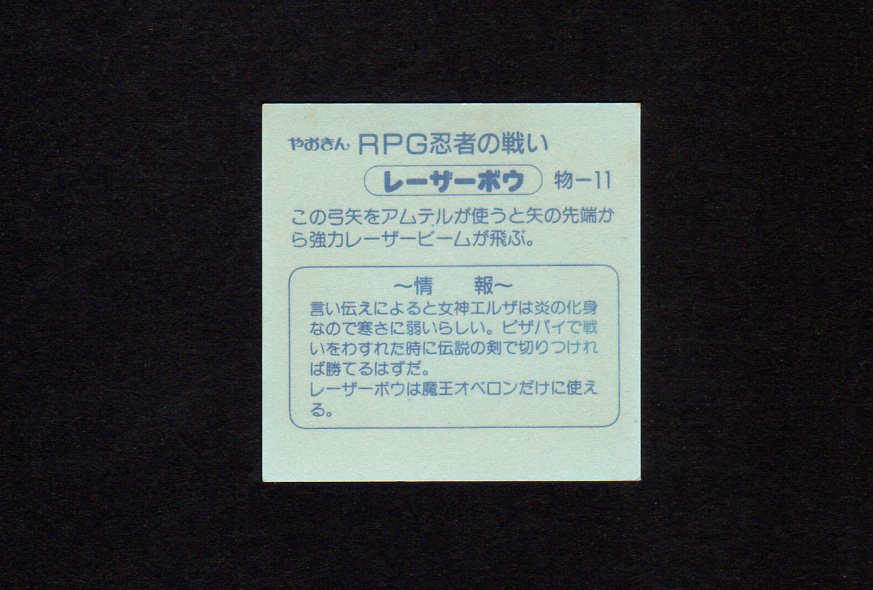 やおきん RPG忍者の戦い
レーザーボウ 物ー11
この弓矢をアムテルが使うと矢の先端か
ら強力レーザービームが飛ぶ。
～情 報～
言い伝えによると女神エルザは炎の化身
なので寒さに弱いらしい。ピザパイで戦
いをわすれた時に伝説の剣で切りつけれ
ば勝てるはずだ。
レーザーボウは魔王オベロンだけに使え
る。